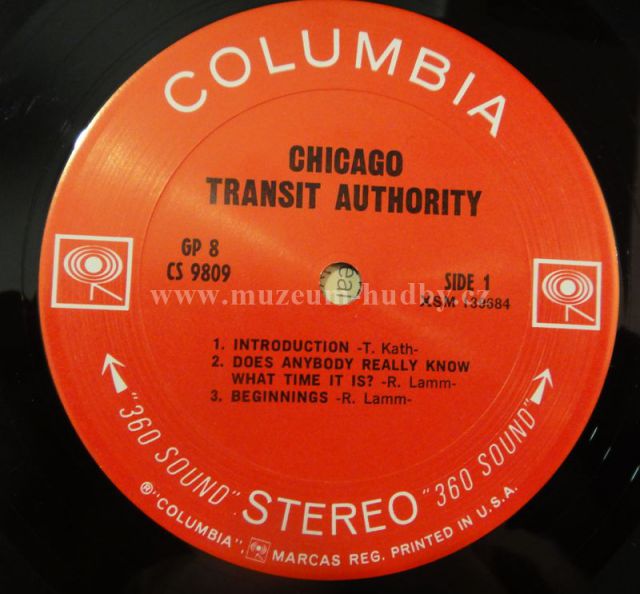 COLUMBIA
CHICAGO
TRANSIT AUTHORITY
GP 8
CS 9809
SIDE 1
XSM 139684
www.muzeum-hudby.cz
1. INTRODUCTION -T. Kath-
2. DOES ANYBODY REALLY KNOW
WHAT TIME IT IS? -R. Lamm-
3. BEGINNINGS -R. Lamm-
"360 SOUND" STEREO "360 SOUND"
®"COLUMBIA", MARCAS REG. PRINTED IN U.S.A.